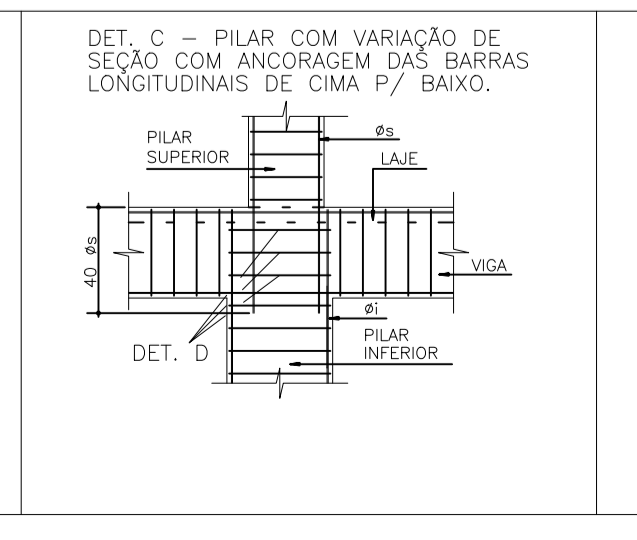 DET. C – PILAR COM VARIAÇÃO DE
SEÇÃO COM ANCORAGEM DAS BARRAS
LONGITUDINAIS DE CIMA P/ BAIXO.
PILAR
SUPERIOR
øs
LAJE
40 øs
VIGA
øi
PILAR
INFERIOR
DET. D